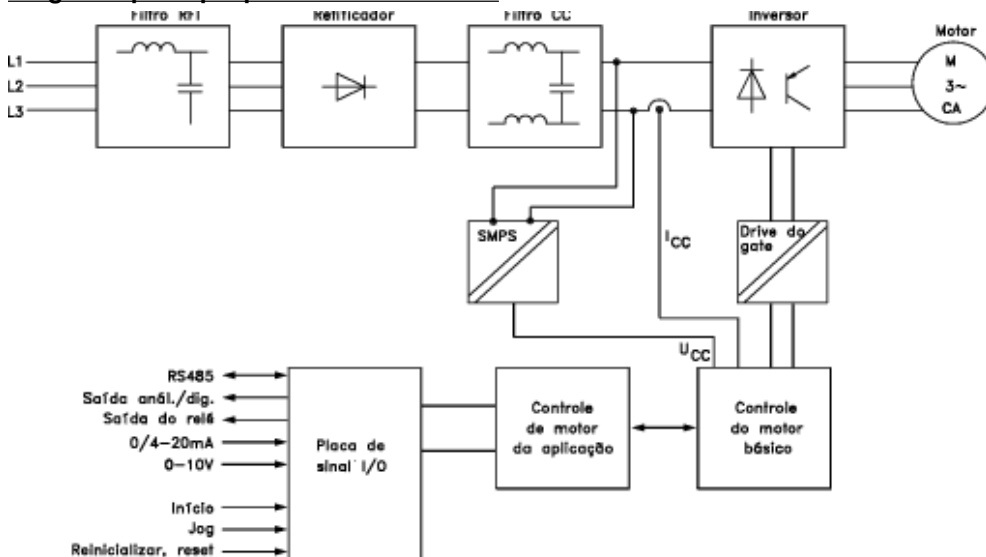 Filtro RFI
Retificador
Filtro CC
Inversor
Motor
L1
L2
L3
M
3~
CA
SMPS
ICC
Drive do
gate
UCC
RS485
Saída anál./dig.
Saída do relé
0/4-20mA
0-10V
Início
Jog
Reinicializar, reset
Placa de
sinal I/O
Controle
de motor
da aplicação
Controle
do motor
básico